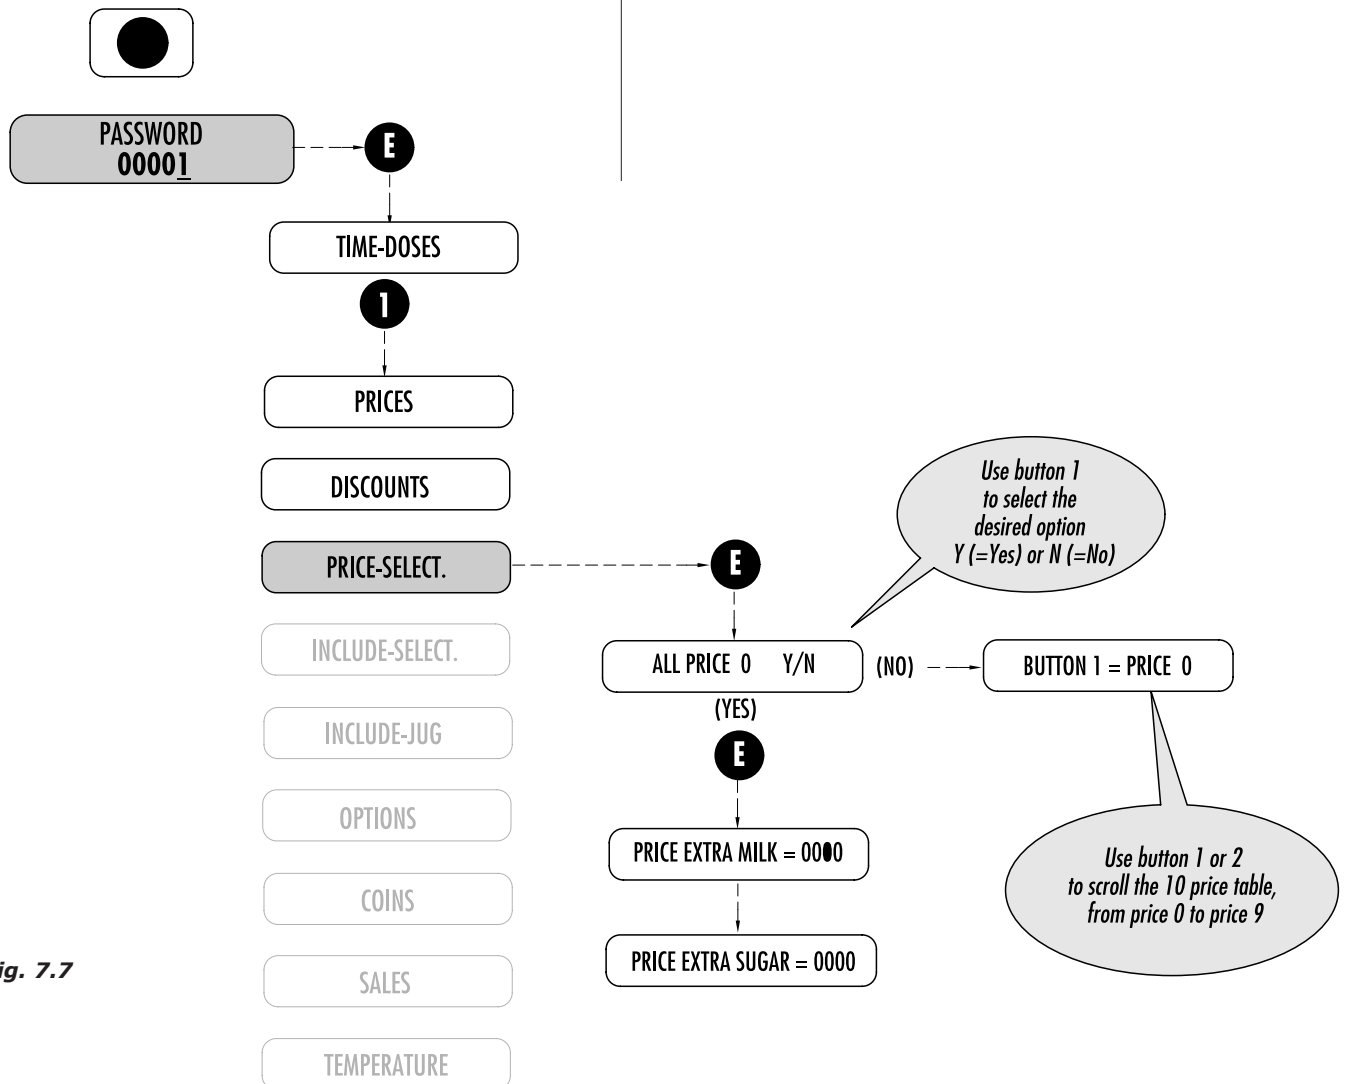 PASSWORD
00001
E
TIME-DOSES
1
PRICES
DISCOUNTS
PRICE-SELECT.
E
Use button 1
to select the
desired option
Y (=Yes) or N (=No)
INCLUDE-SELECT.
ALL PRICE 0 Y/N
(NO)
BUTTON 1 = PRICE 0
(YES)
E
INCLUDE-JUG
OPTIONS
PRICE EXTRA MILK = 0000
Use button 1 or 2
to scroll the 10 price table,
from price 0 to price 9
COINS
PRICE EXTRA SUGAR = 0000
ig. 7.7
SALES
TEMPERATURE